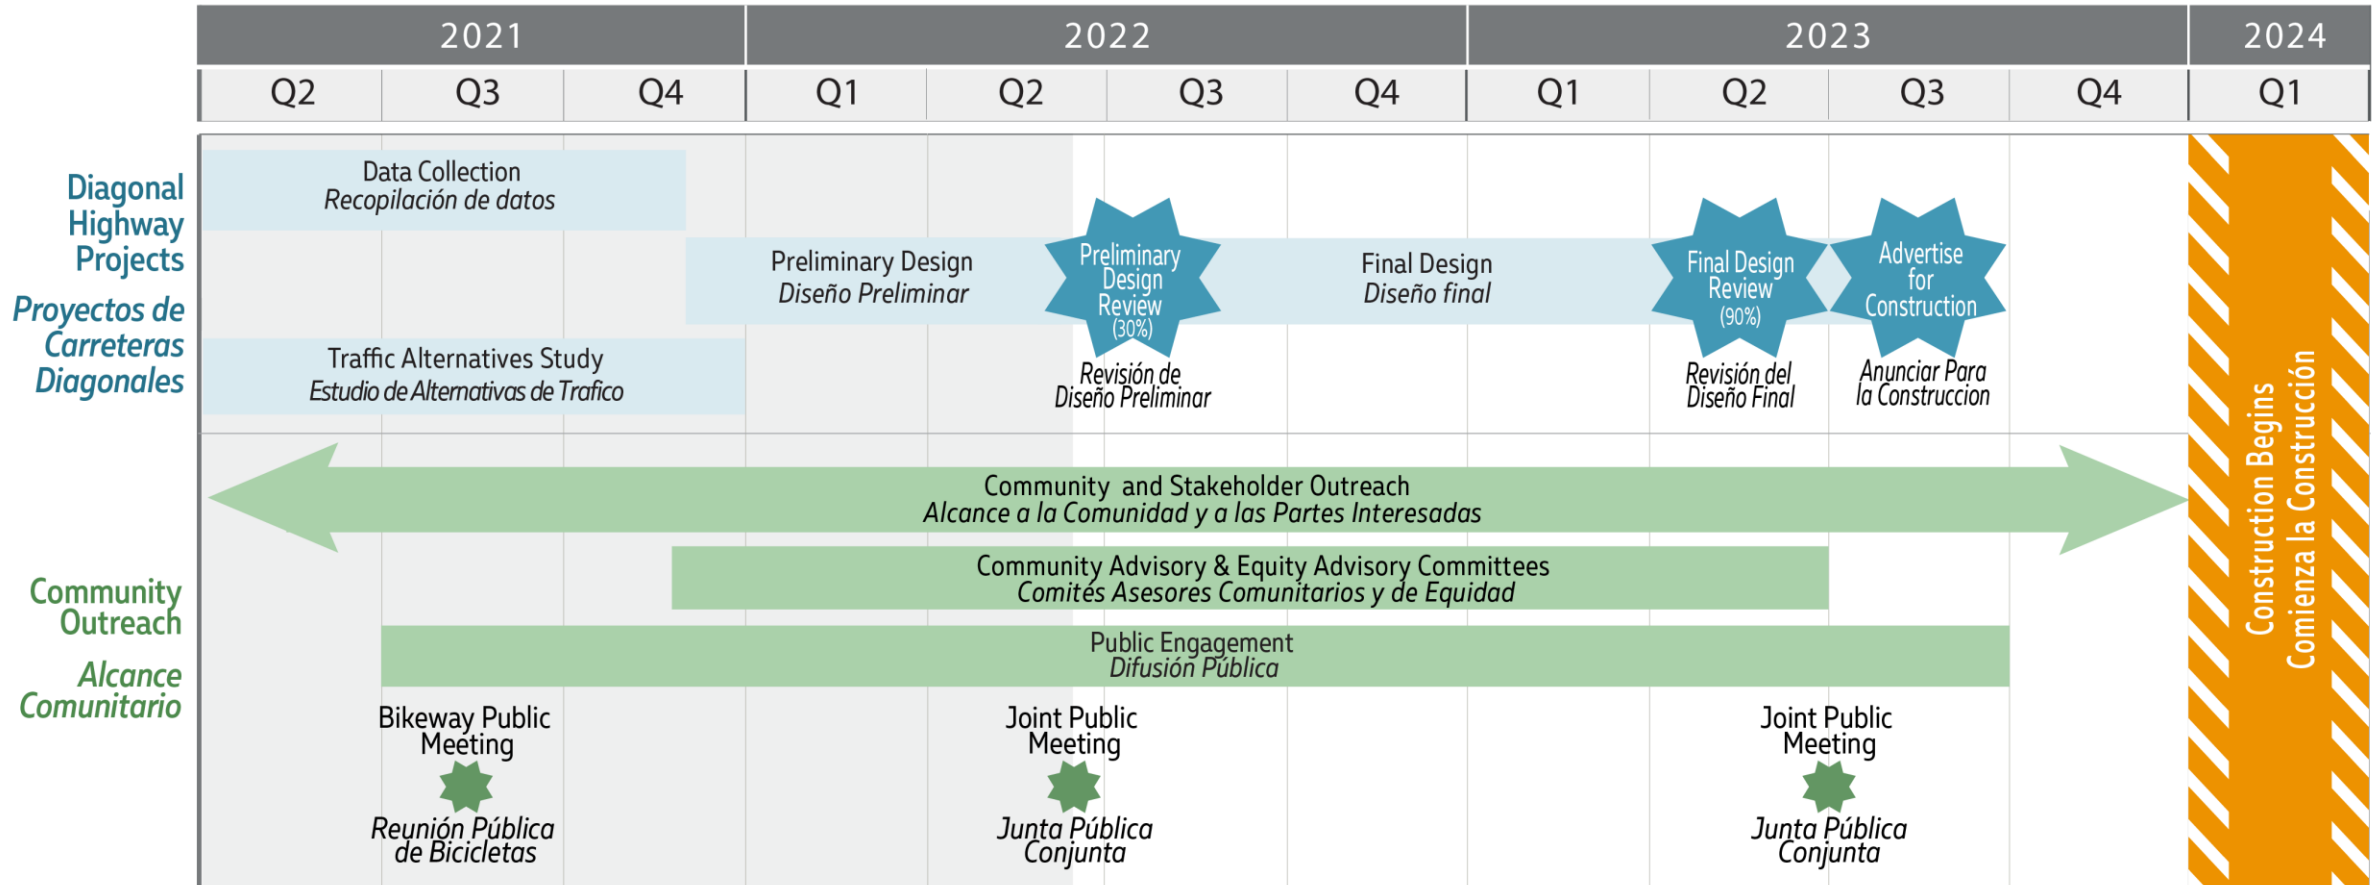 2021 2022 2023 2024
Q2 Q3 Q4 Q1 Q2 Q3 Q4 Q1 Q2 Q3 Q4 Q1
Diagonal
Highway
Projects
Proyectos de
Carreteras
Diagonales
Data Collection
Recopilación de datos
Preliminary Design
Diseño Preliminar
Preliminary
Design
Review
(30%)
Revisión de
Diseño Preliminar
Final Design
Diseño final
Final Design
Review
(90%)
Revisión del
Diseño Final
Advertise
for
Construction
Anunciar Para
la Construccion
Traffic Alternatives Study
Estudio de Alternativas de Trafico
Community
Outreach
Alcance
Comunitario
Community and Stakeholder Outreach
Alcance a la Comunidad y a las Partes Interesadas
Community Advisory & Equity Advisory Committees
Comités Asesores Comunitarios y de Equidad
Public Engagement
Difusión Pública
Bikeway Public
Meeting
Reunión Pública
de Bicicletas
Joint Public
Meeting
Junta Pública
Conjunta
Joint Public
Meeting
Junta Pública
Conjunta
Construction Begins
Comienza la Construcción